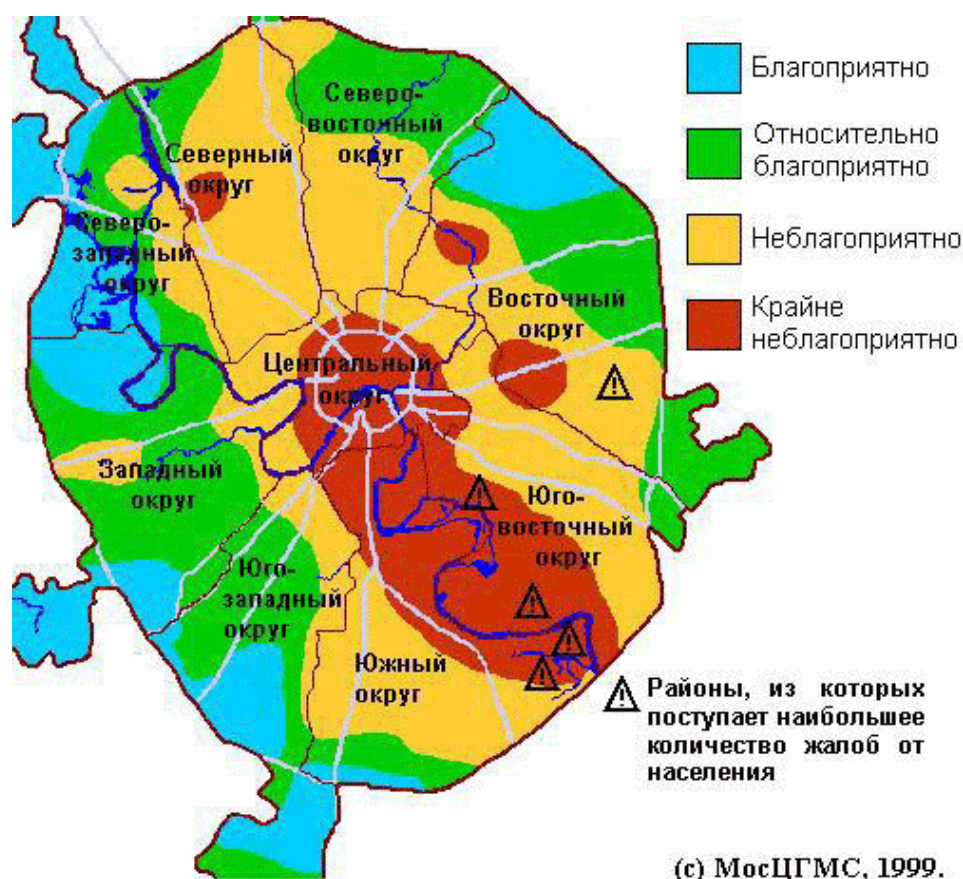 Благоприятно
Относительно
благоприятно
Неблагоприятно
Крайне
неблагоприятно
Северо-
восточный
округ
Северный
округ
Северо-
западный
округ
Восточный
округ
Центральный
округ
Западный
округ
Юго-
восточный
округ
Юго-
западный
округ
Южный
округ
Районы, из которых
поступает наибольшее
количество жалоб от
населения
(c) МосЦГМС, 1999.